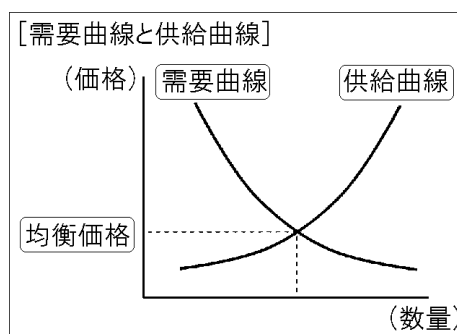 ［需要曲線と供給曲線］
（価格）
需要曲線
供給曲線
均衡価格
（数量）